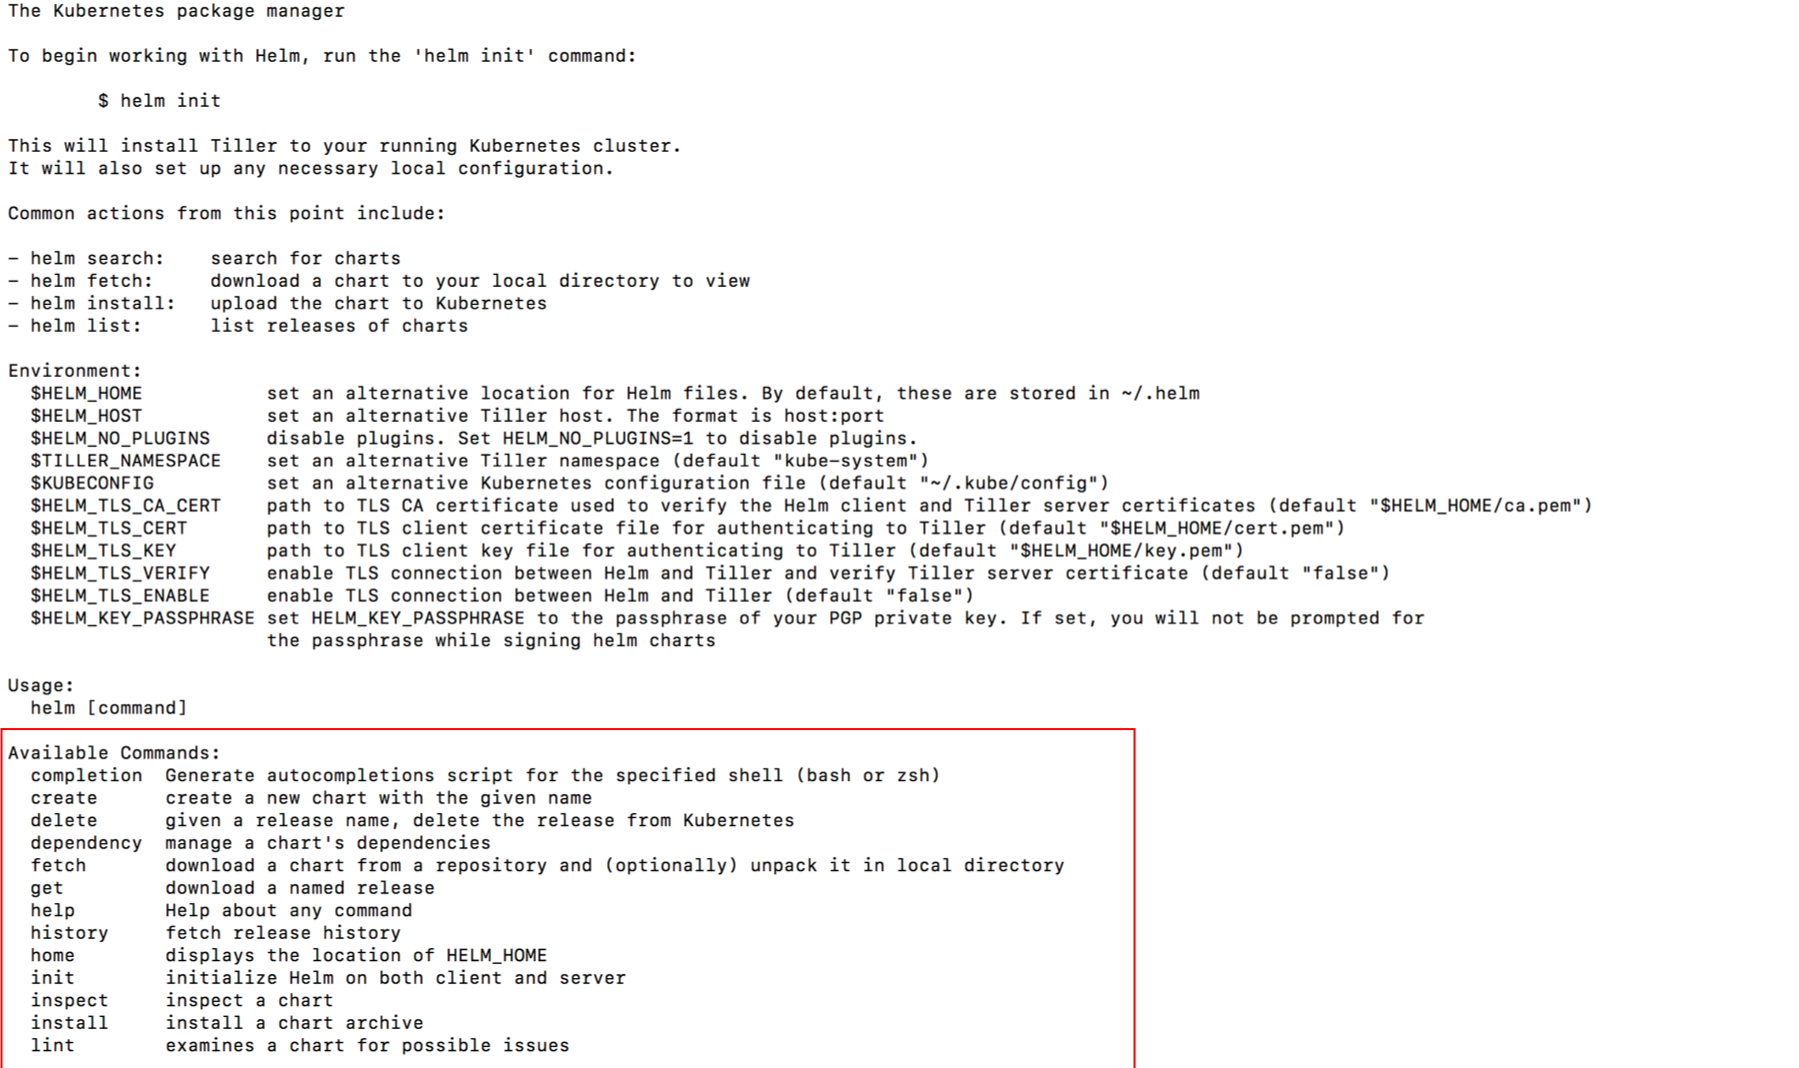 The Kubernetes package manager
To begin working with Helm, run the 'helm init' command:
$ helm init
This will install Tiller to your running Kubernetes cluster.
It will also set up any necessary local configuration.
Common actions from this point include:
- helm search:    search for charts
- helm fetch:     download a chart to your local directory to view
- helm install:   upload the chart to Kubernetes
- helm list:      list releases of charts
Environment:
$HELM_HOME           set an alternative location for Helm files. By default, these are stored in ~/.helm
$HELM_HOST           set an alternative Tiller host. The format is host:port
$HELM_NO_PLUGINS     disable plugins. Set HELM_NO_PLUGINS=1 to disable plugins.
$TILLER_NAMESPACE    set an alternative Tiller namespace (default "kube-system")
$KUBECONFIG          set an alternative Kubernetes configuration file (default "~/.kube/config")
$HELM_TLS_CA_CERT    path to TLS CA certificate used to verify the Helm client and Tiller server certificates (default "$HELM_HOME/ca.pem")
$HELM_TLS_CERT       path to TLS client certificate file for authenticating to Tiller (default "$HELM_HOME/cert.pem")
$HELM_TLS_KEY        path to TLS client key file for authenticating to Tiller (default "$HELM_HOME/key.pem")
$HELM_TLS_VERIFY     enable TLS connection between Helm and Tiller and verify Tiller server certificate (default "false")
$HELM_TLS_ENABLE     enable TLS connection between Helm and Tiller (default "false")
$HELM_KEY_PASSPHRASE set HELM_KEY_PASSPHRASE to the passphrase of your PGP private key. If set, you will not be prompted for
the passphrase while signing helm charts
Usage:
helm [command]
Available Commands:
completion  Generate autocompletions script for the specified shell (bash or zsh)
create      create a new chart with the given name
delete      given a release name, delete the release from Kubernetes
dependency  manage a chart's dependencies
fetch       download a chart from a repository and (optionally) unpack it in local directory
get         download a named release
help        Help about any command
history     fetch release history
home        displays the location of HELM_HOME
init        initialize Helm on both client and server
inspect     inspect a chart
install     install a chart archive
lint        examines a chart for possible issues